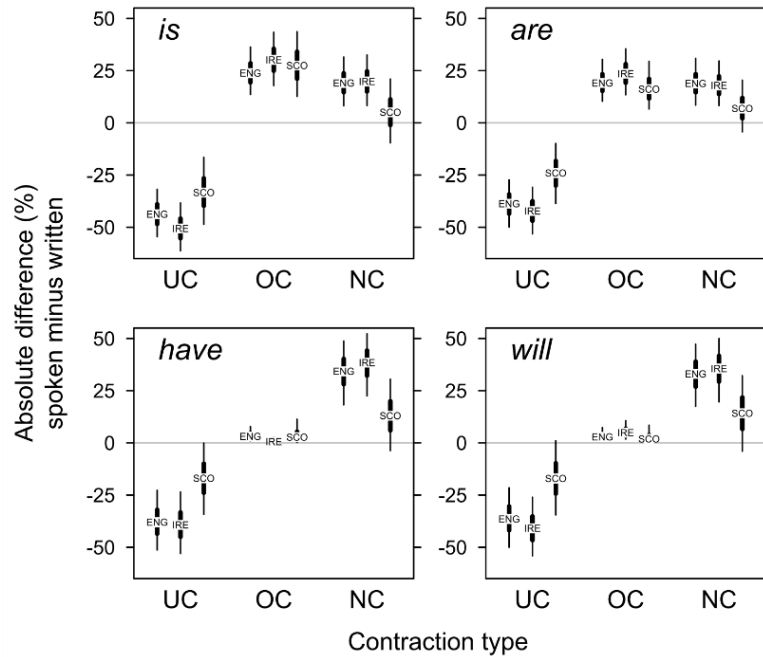 is
are
50
25
0
-25
-50
ENG
IRE
SCO
ENG
IRE
SCO
ENG
IRE
SCO
UC
OC
NC
50
25
0
-25
-50
ENG
IRE
SCO
ENG
IRE
SCO
ENG
IRE
SCO
UC
OC
NC
have
will
50
25
0
-25
-50
ENG
IRE
SCO
ENG
IRE
SCO
ENG
IRE
SCO
UC
OC
NC
50
25
0
-25
-50
ENG
IRE
SCO
ENG
IRE
SCO
ENG
IRE
SCO
UC
OC
NC
Absolute difference (%)
spoken minus written
Contraction type